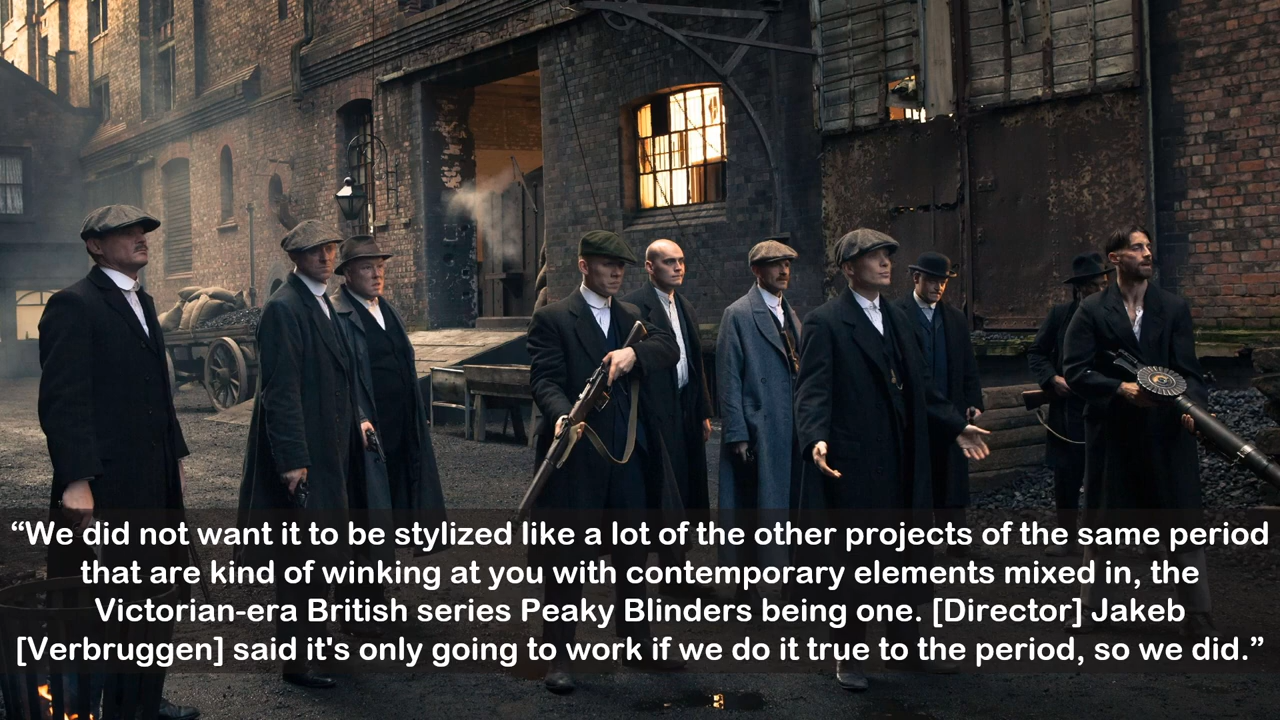 “We did not want it to be stylized like a lot of the other projects of the same period
that are kind of winking at you with contemporary elements mixed in, the
Victorian-era British series Peaky Blinders being one. [Director] Jakeb
[Verbruggen] said it's only going to work if we do it true to the period, so we did.”